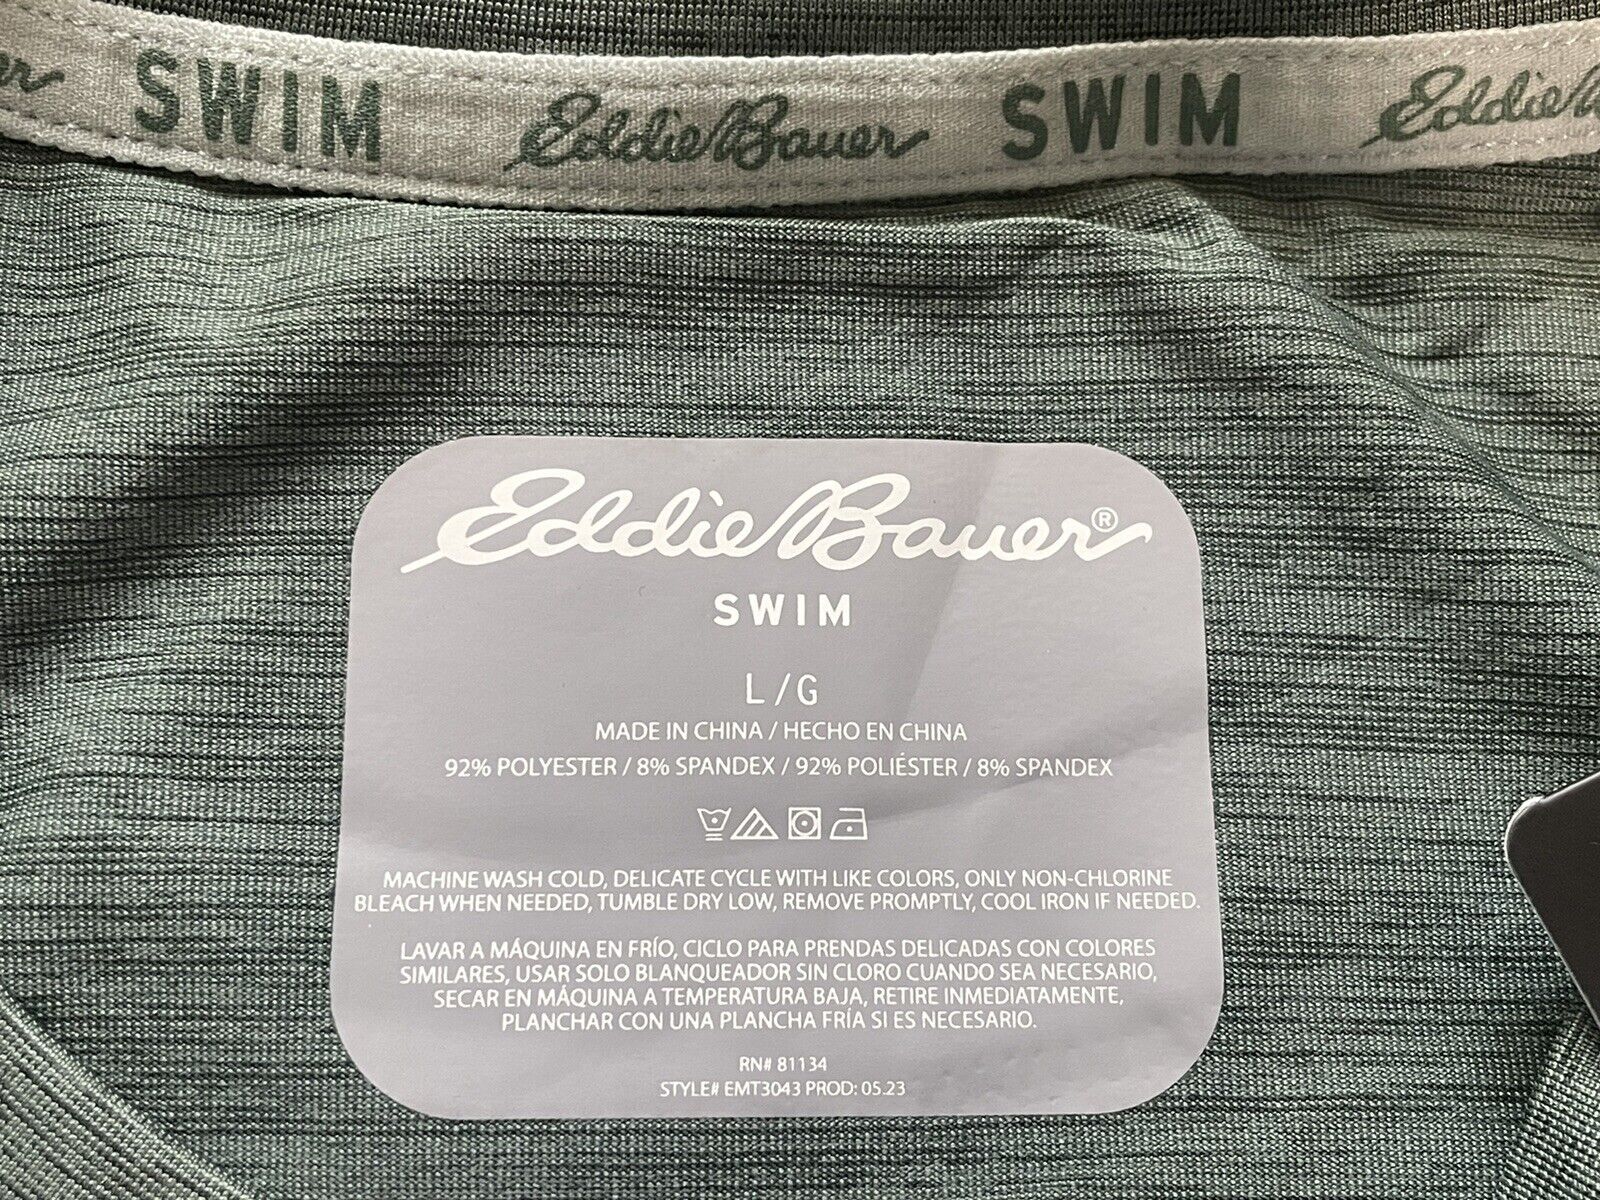 er SWIM Eddie Bauer SWIM Eddie
Eddie Bauer®
SWIM
L/G
MADE IN CHINA / HECHO EN CHINA
92% POLYESTER / 8% SPANDEX / 92% POLIÉSTER / 8% SPANDEX
MACHINE WASH COLD, DELICATE CYCLE WITH LIKE COLORS, ONLY NON-CHLORINE
BLEACH WHEN NEEDED, TUMBLE DRY LOW, REMOVE PROMPTLY, COOL IRON IF NEEDED.
LAVAR A MÁQUINA EN FRÍO, CICLO PARA PRENDAS DELICADAS CON COLORES
SIMILARES, USAR SOLO BLANQUEADOR SIN CLORO CUANDO SEA NECESARIO,
SECAR EN MÁQUINA A TEMPERATURA BAJA, RETIRE INMEDIATAMENTE,
PLANCHAR CON UNA PLANCHA FRÍA SI ES NECESARIO.
RN# 81134
STYLE# EMT3043 PROD: 05.23